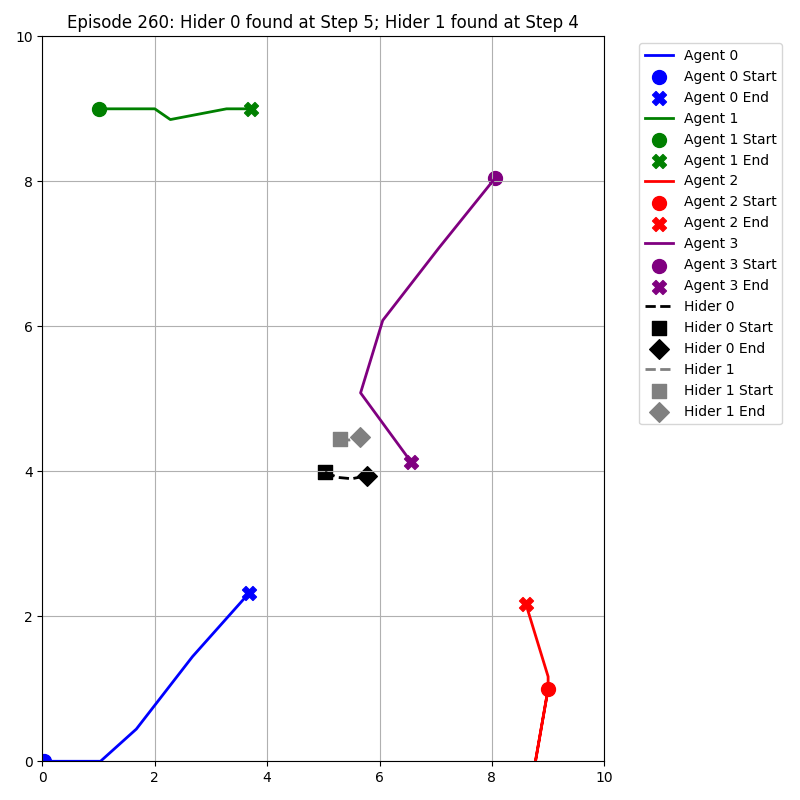 Episode 260: Hider 0 found at Step 5; Hider 1 found at Step 4
10
8
6
4
2
0
0 2 4 6 8 10
Agent 0
Agent 0 Start
Agent 0 End
Agent 1
Agent 1 Start
Agent 1 End
Agent 2
Agent 2 Start
Agent 2 End
Agent 3
Agent 3 Start
Agent 3 End
Hider 0
Hider 0 Start
Hider 0 End
Hider 1
Hider 1 Start
Hider 1 End